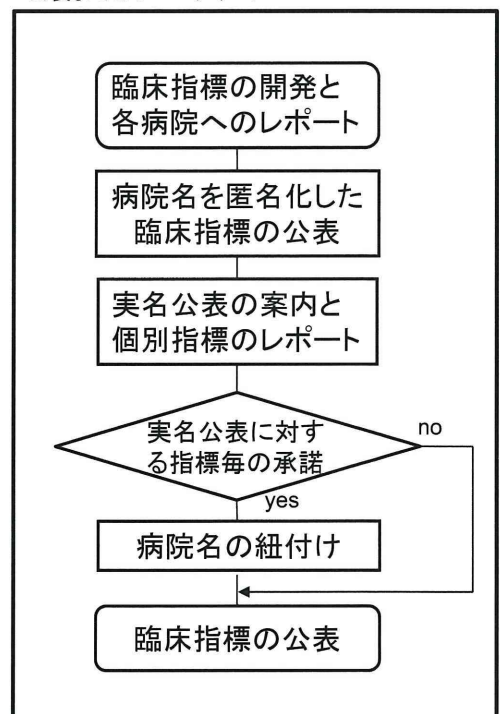 臨床指標の開発と
各病院へのレポート
病院名を匿名化した
臨床指標の公表
実名公表の案内と
個別指標のレポート
実名公表に対す
る指標毎の承諾
no
yes
病院名の紐付け
臨床指標の公表